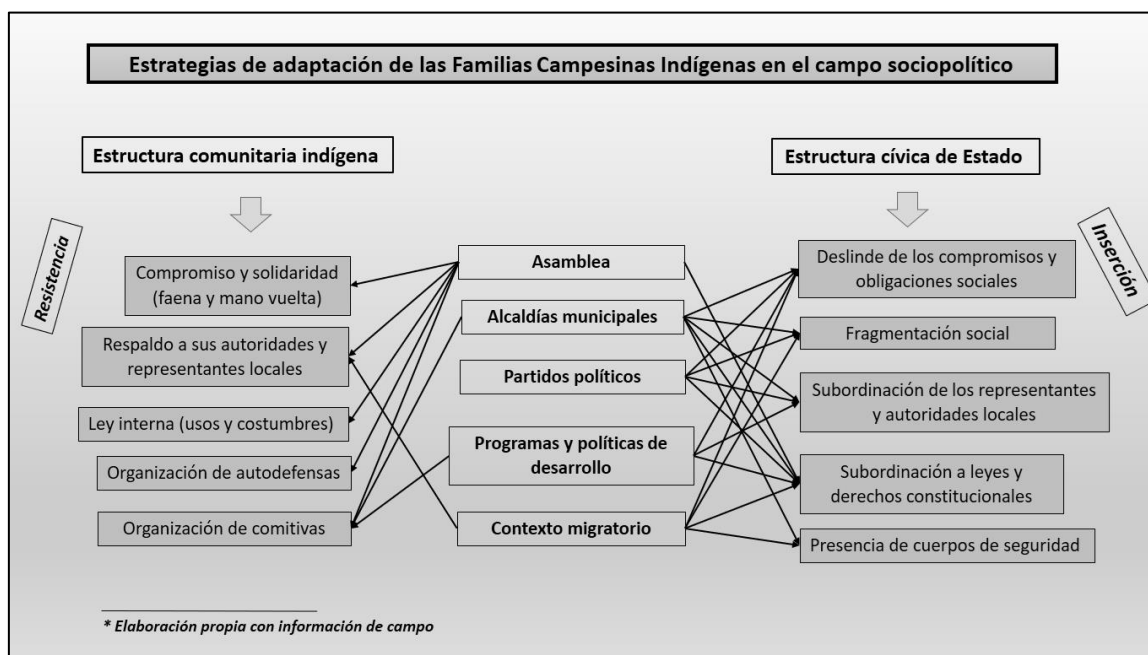 Estrategias de adaptación de las Familias Campesinas Indígenas en el campo sociopolítico
Estructura comunitaria indígena
Estructura cívica de Estado
Resistencia
Inserción
Compromiso y solidaridad
(faena y mano vuelta)
Respaldo a sus autoridades y
representantes locales
Ley interna (usos y costumbres)
Organización de autodefensas
Organización de comitivas
Asamblea
Alcaldías municipales
Partidos políticos
Programas y políticas de
desarrollo
Contexto migratorio
Deslinde de los compromisos y
obligaciones sociales
Fragmentación social
Subordinación de los representantes
y autoridades locales
Subordinación a leyes y
derechos constitucionales
Presencia de cuerpos de seguridad
* Elaboración propia con información de campo